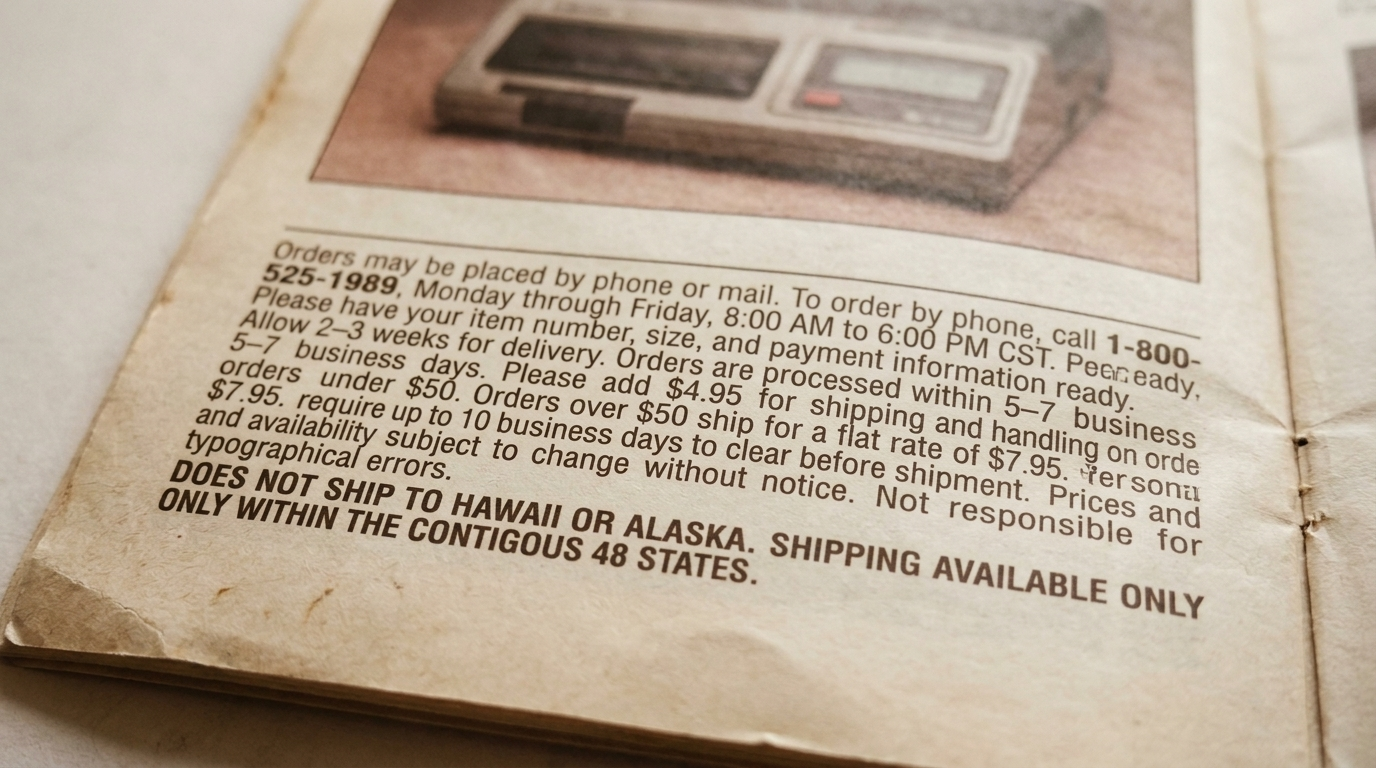 Orders may be placed by phone or mail. To order by phone, call 1-800-
525-1989, Monday through Friday, 8:00 AM to 6:00 PM CST.
Please have your item number, size, and payment information ready.
Allow 2–3 weeks for delivery. Orders are processed within 5–7 business
5–7 business days. Please add $4.95 for shipping and handling on orde
orders under $50. Orders over $50 ship for a flat rate of $7.95.
$7.95. require up to 10 business days to clear before shipment. Prices and
and availability subject to change without notice. Not responsible for
typographical errors.
DOES NOT SHIP TO HAWAII OR ALASKA. SHIPPING AVAILABLE ONLY
ONLY WITHIN THE CONTIGOUS 48 STATES.